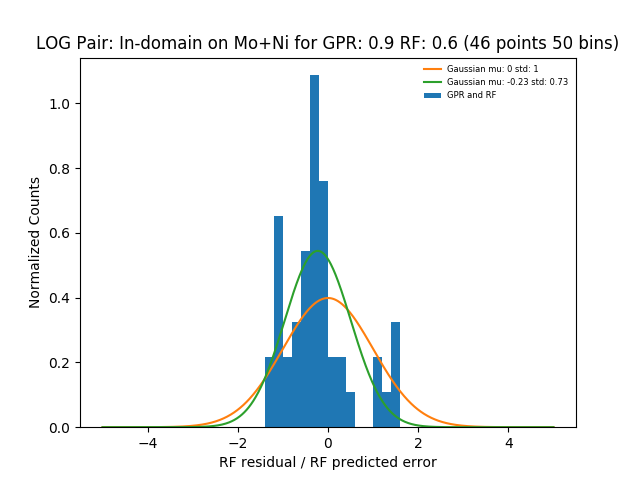 LOG Pair: In-domain on Mo+Ni for GPR: 0.9 RF: 0.6 (46 points 50 bins)
Gaussian mu: 0 std: 1
Gaussian mu: -0.23 std: 0.73
GPR and RF
Normalized Counts
1.0
0.8
0.6
0.4
0.2
0.0
−4 −2 0 2 4
RF residual / RF predicted error